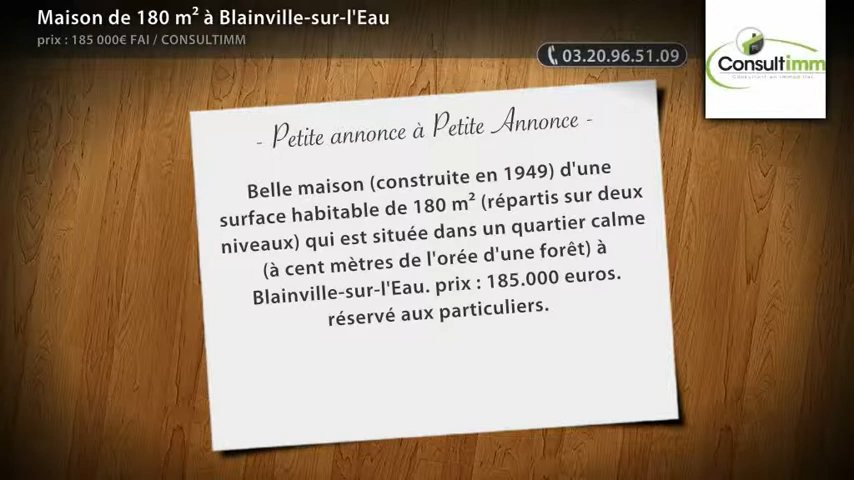 Maison de 180 m² à Blainville-sur-l'Eau
prix : 185 000€ FAI / CONSULTIMM
03.20.96.51.09
Consultimm
- Petite annonce à Petite Annonce -
Belle maison (construite en 1949) d'une
surface habitable de 180 m² (répartis sur deux
niveaux) qui est située dans un quartier calme
(à cent mètres de l'orée d'une forêt) à
Blainville-sur-l'Eau. prix : 185.000 euros.
réservé aux particuliers.